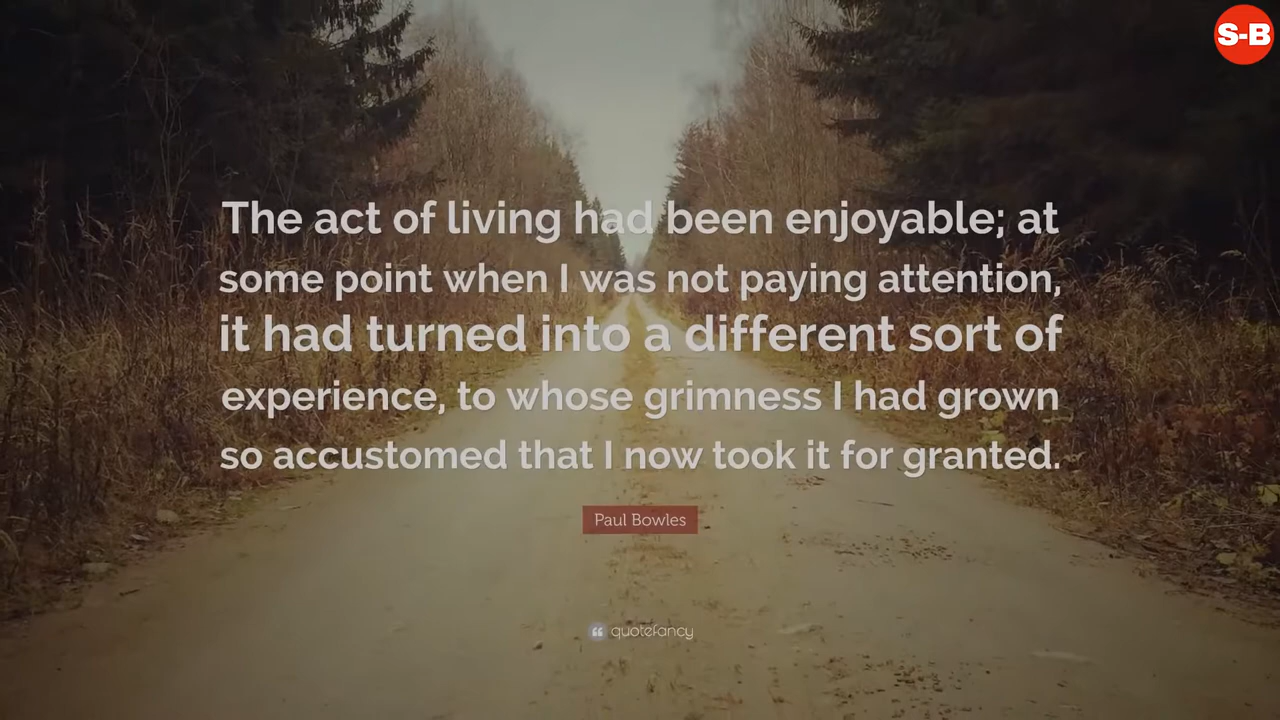 S-B
The act of living had been enjoyable; at
some point when I was not paying attention,
it had turned into a different sort of
experience, to whose grimness I had grown
so accustomed that I now took it for granted.
Paul Bowles
quotefancy